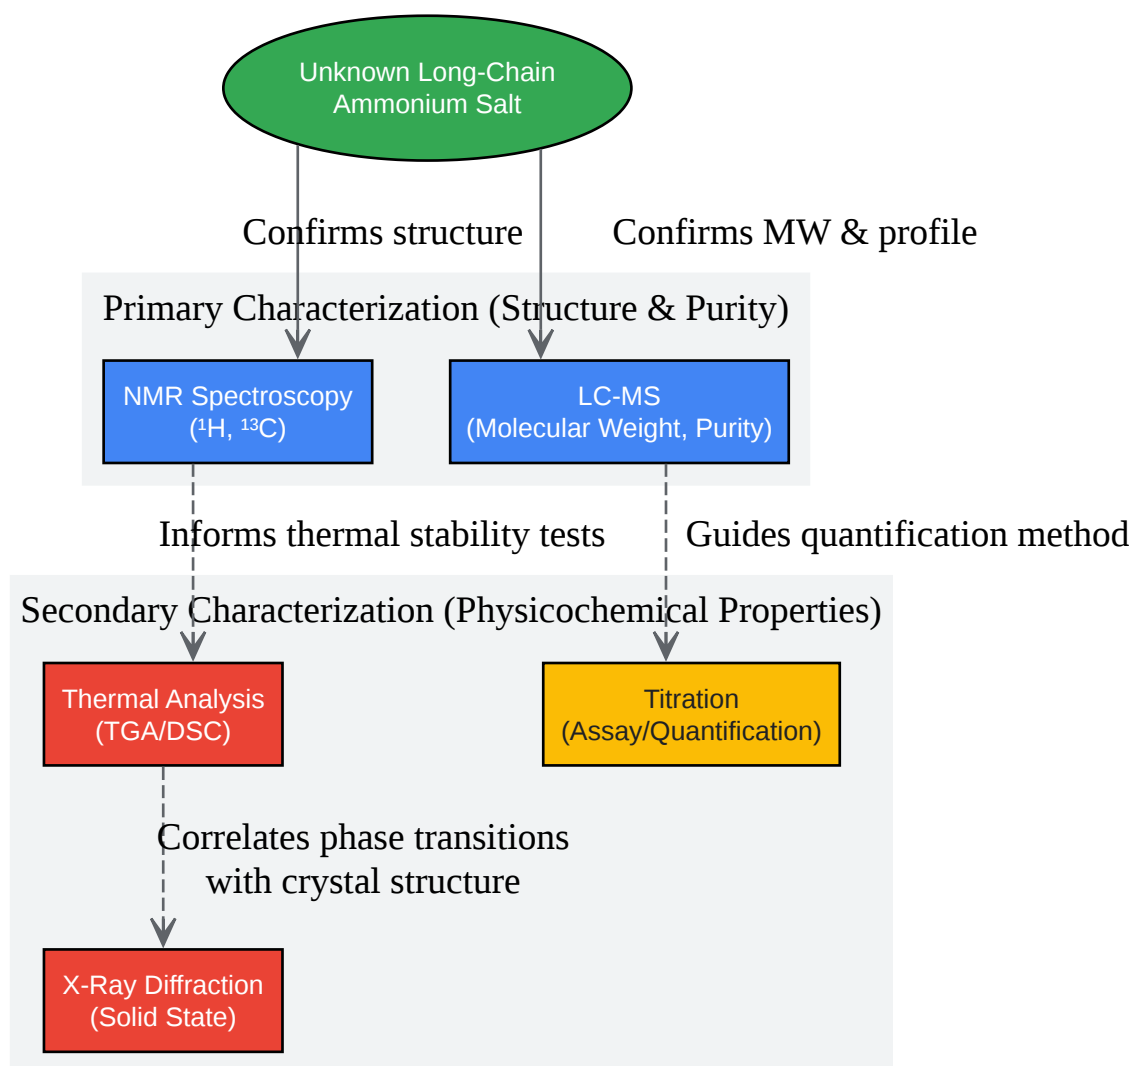 Unknown Long-Chain
Ammonium Salt
Confirms structure
Confirms MW & profile
Primary Characterization (Structure & Purity)
NMR Spectroscopy
(¹H, ¹³C)
LC-MS
(Molecular Weight, Purity)
Informs thermal stability tests
Guides quantification method
Secondary Characterization (Physicochemical Properties)
Thermal Analysis
(TGA/DSC)
Titration
(Assay/Quantification)
Correlates phase transitions
with crystal structure
X-Ray Diffraction
(Solid State)